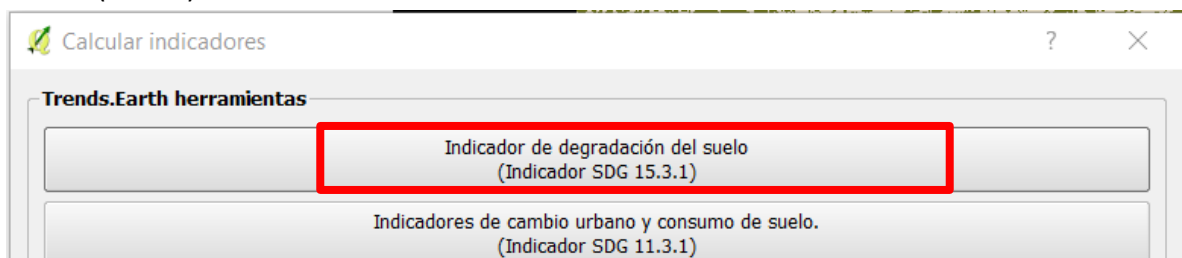 Calcular indicadores
?
Trends.Earth herramientas
Indicador de degradación del suelo
(Indicador SDG 15.3.1)
Indicadores de cambio urbano y consumo de suelo.
(Indicador SDG 11.3.1)